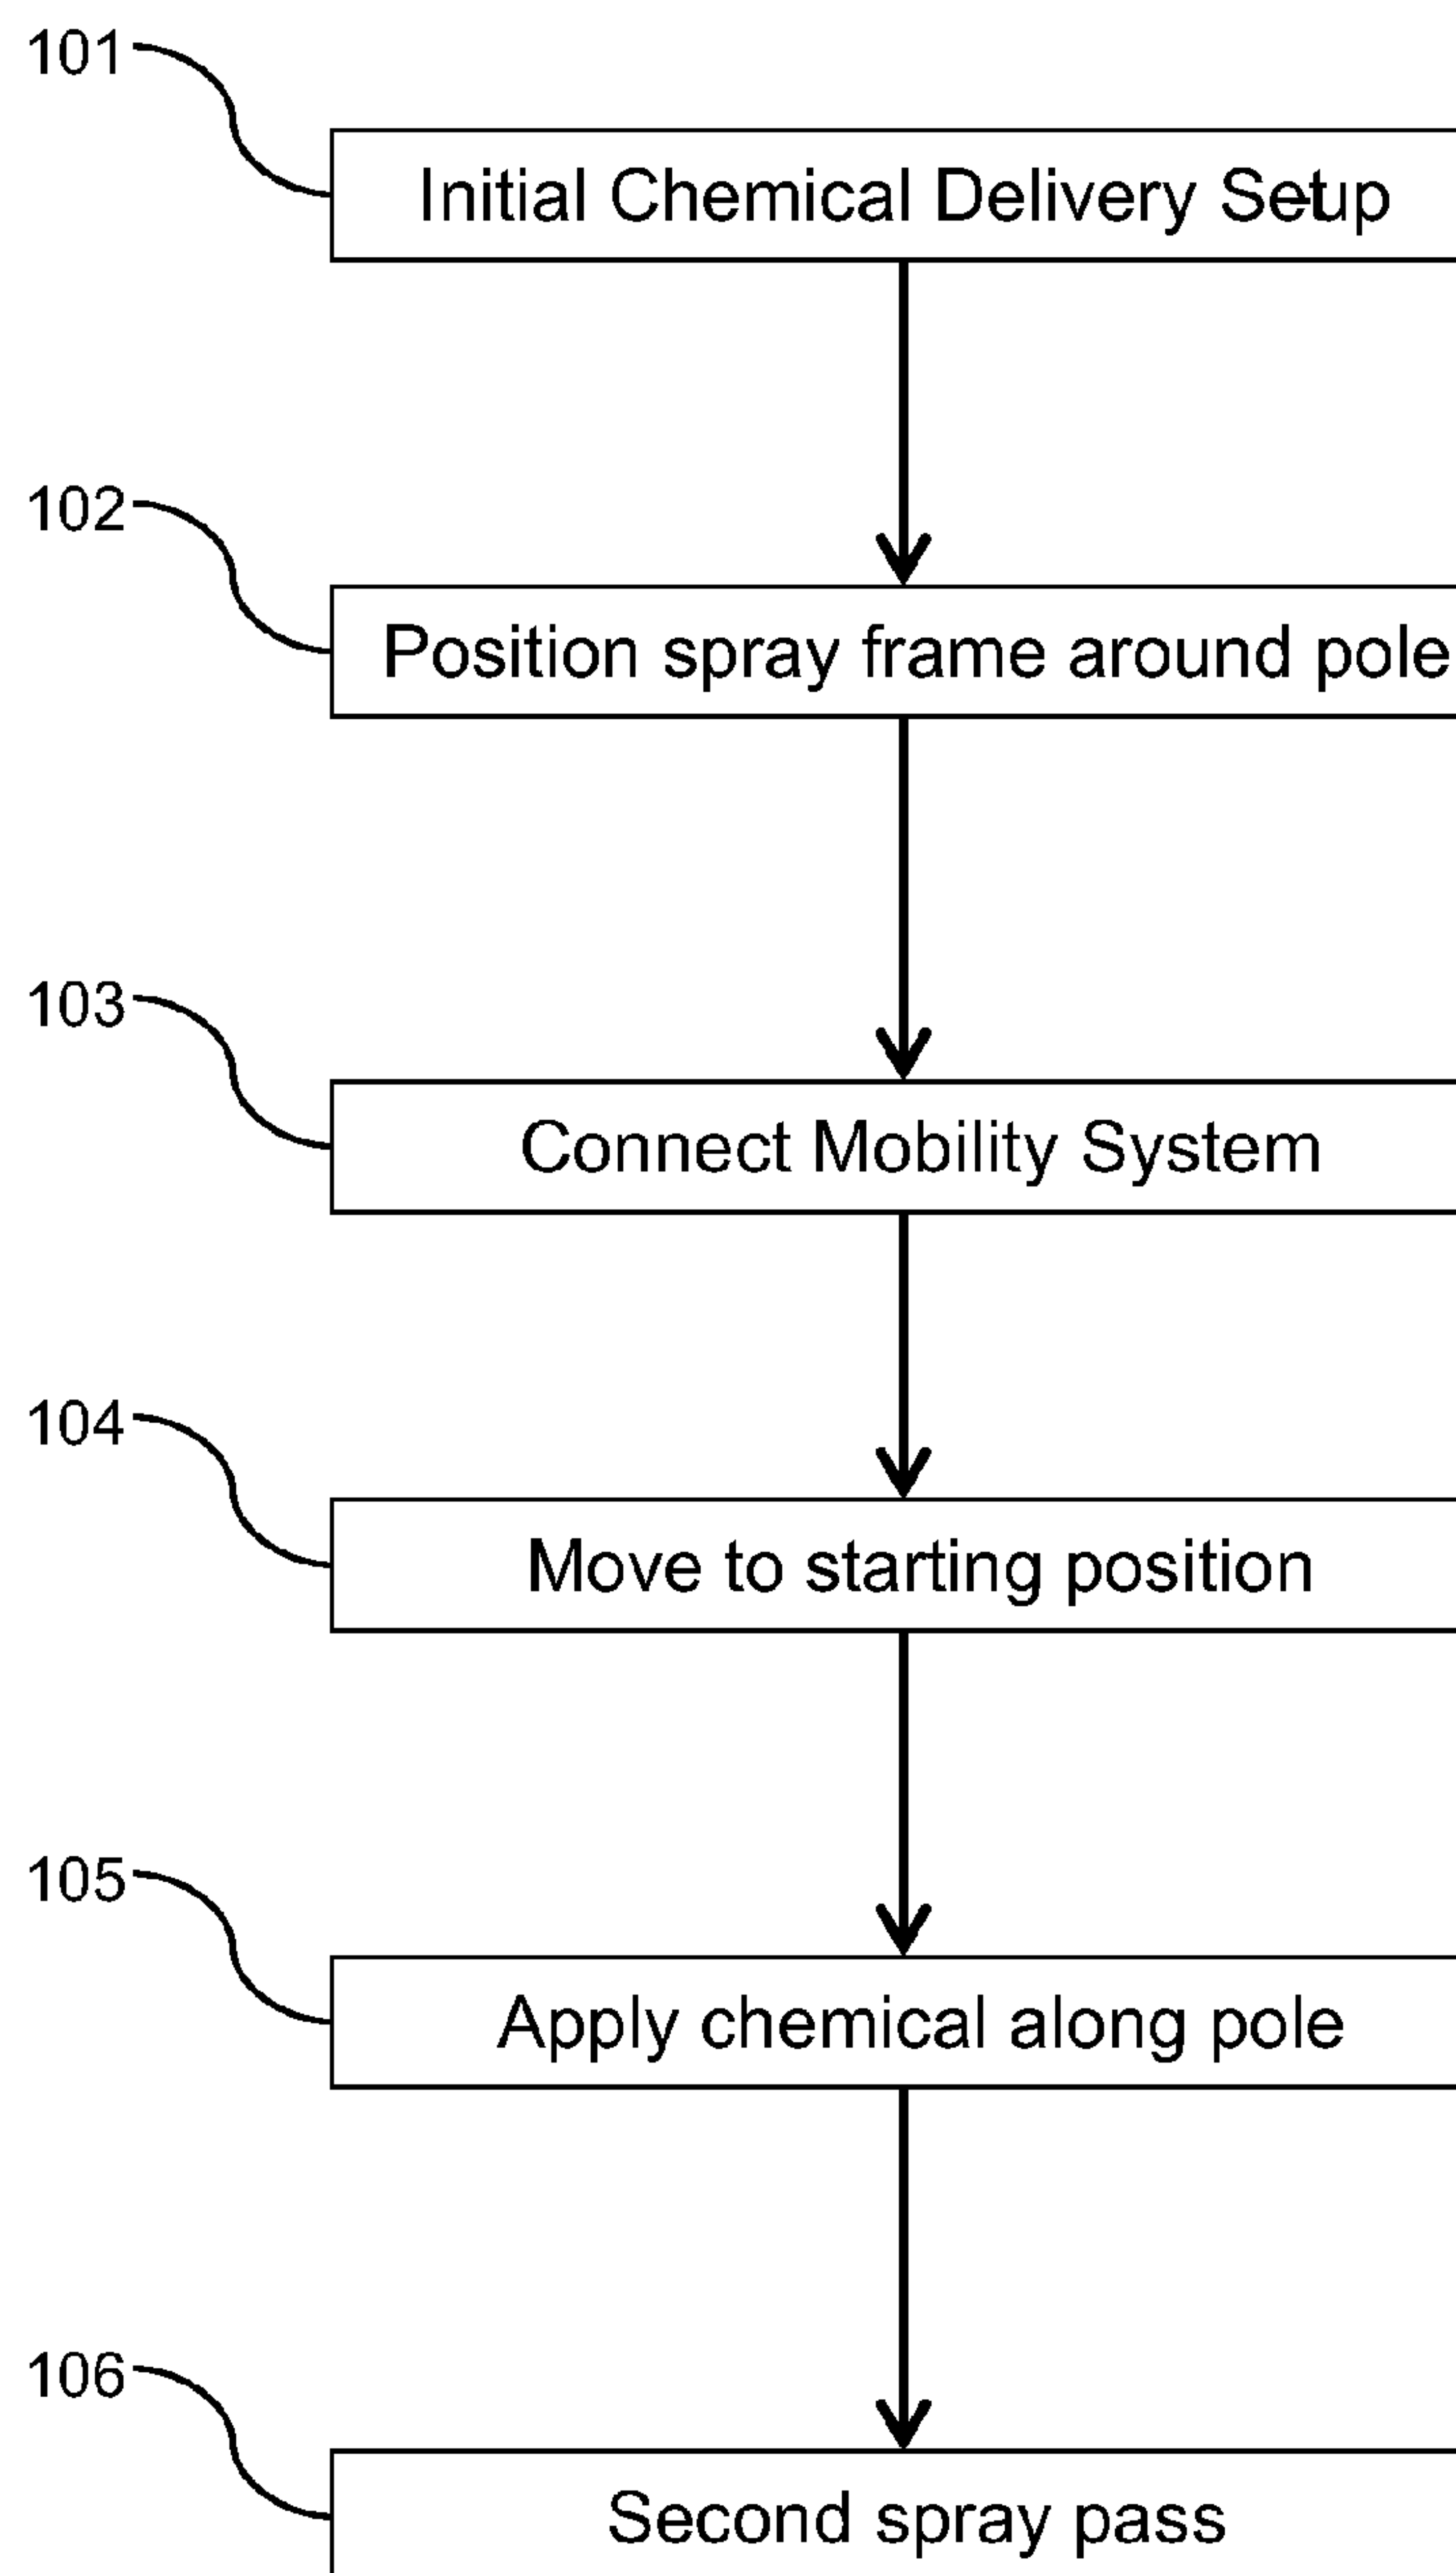 101
Initial Chemical Delivery Setup
102
Position spray frame around pole
103
Connect Mobility System
104
Move to starting position
105
Apply chemical along pole
106
Second spray pass